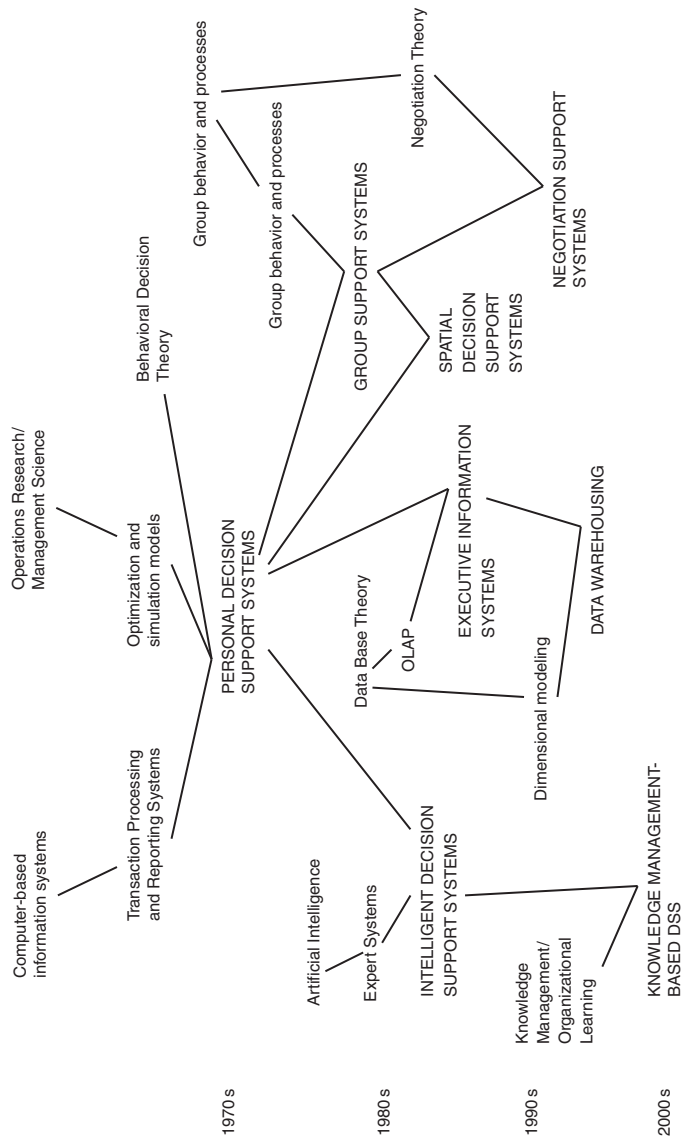 Computer-based
information systems
Operations Research/
Management Science
Transaction Processing
and Reporting Systems
Optimization and
simulation models
Behavioral Decision
Theory
Group behavior and processes
1970s
PERSONAL DECISION
SUPPORT SYSTEMS
Group behavior and processes
Artificial Intelligence
Expert Systems
1980s
Data Base Theory
OLAP
GROUP SUPPORT SYSTEMS
Negotiation Theory
INTELLIGENT DECISION
SUPPORT SYSTEMS
EXECUTIVE INFORMATION
SYSTEMS
SPATIAL
DECISION
SUPPORT
SYSTEMS
1990s
Knowledge
Management/
Organizational
Learning
Dimensional modeling
DATA WAREHOUSING
NEGOTIATION SUPPORT
SYSTEMS
2000s
KNOWLEDGE MANAGEMENT-
BASED DSS